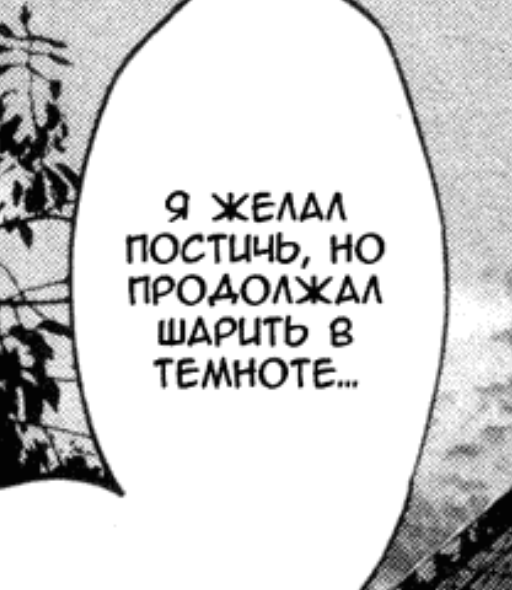 Я ЖЕЛАЛ
ПОСТИЧЬ, НО
ПРОДОЛЖАЛ
ШАРИТЬ В
ТЕМНОТЕ...